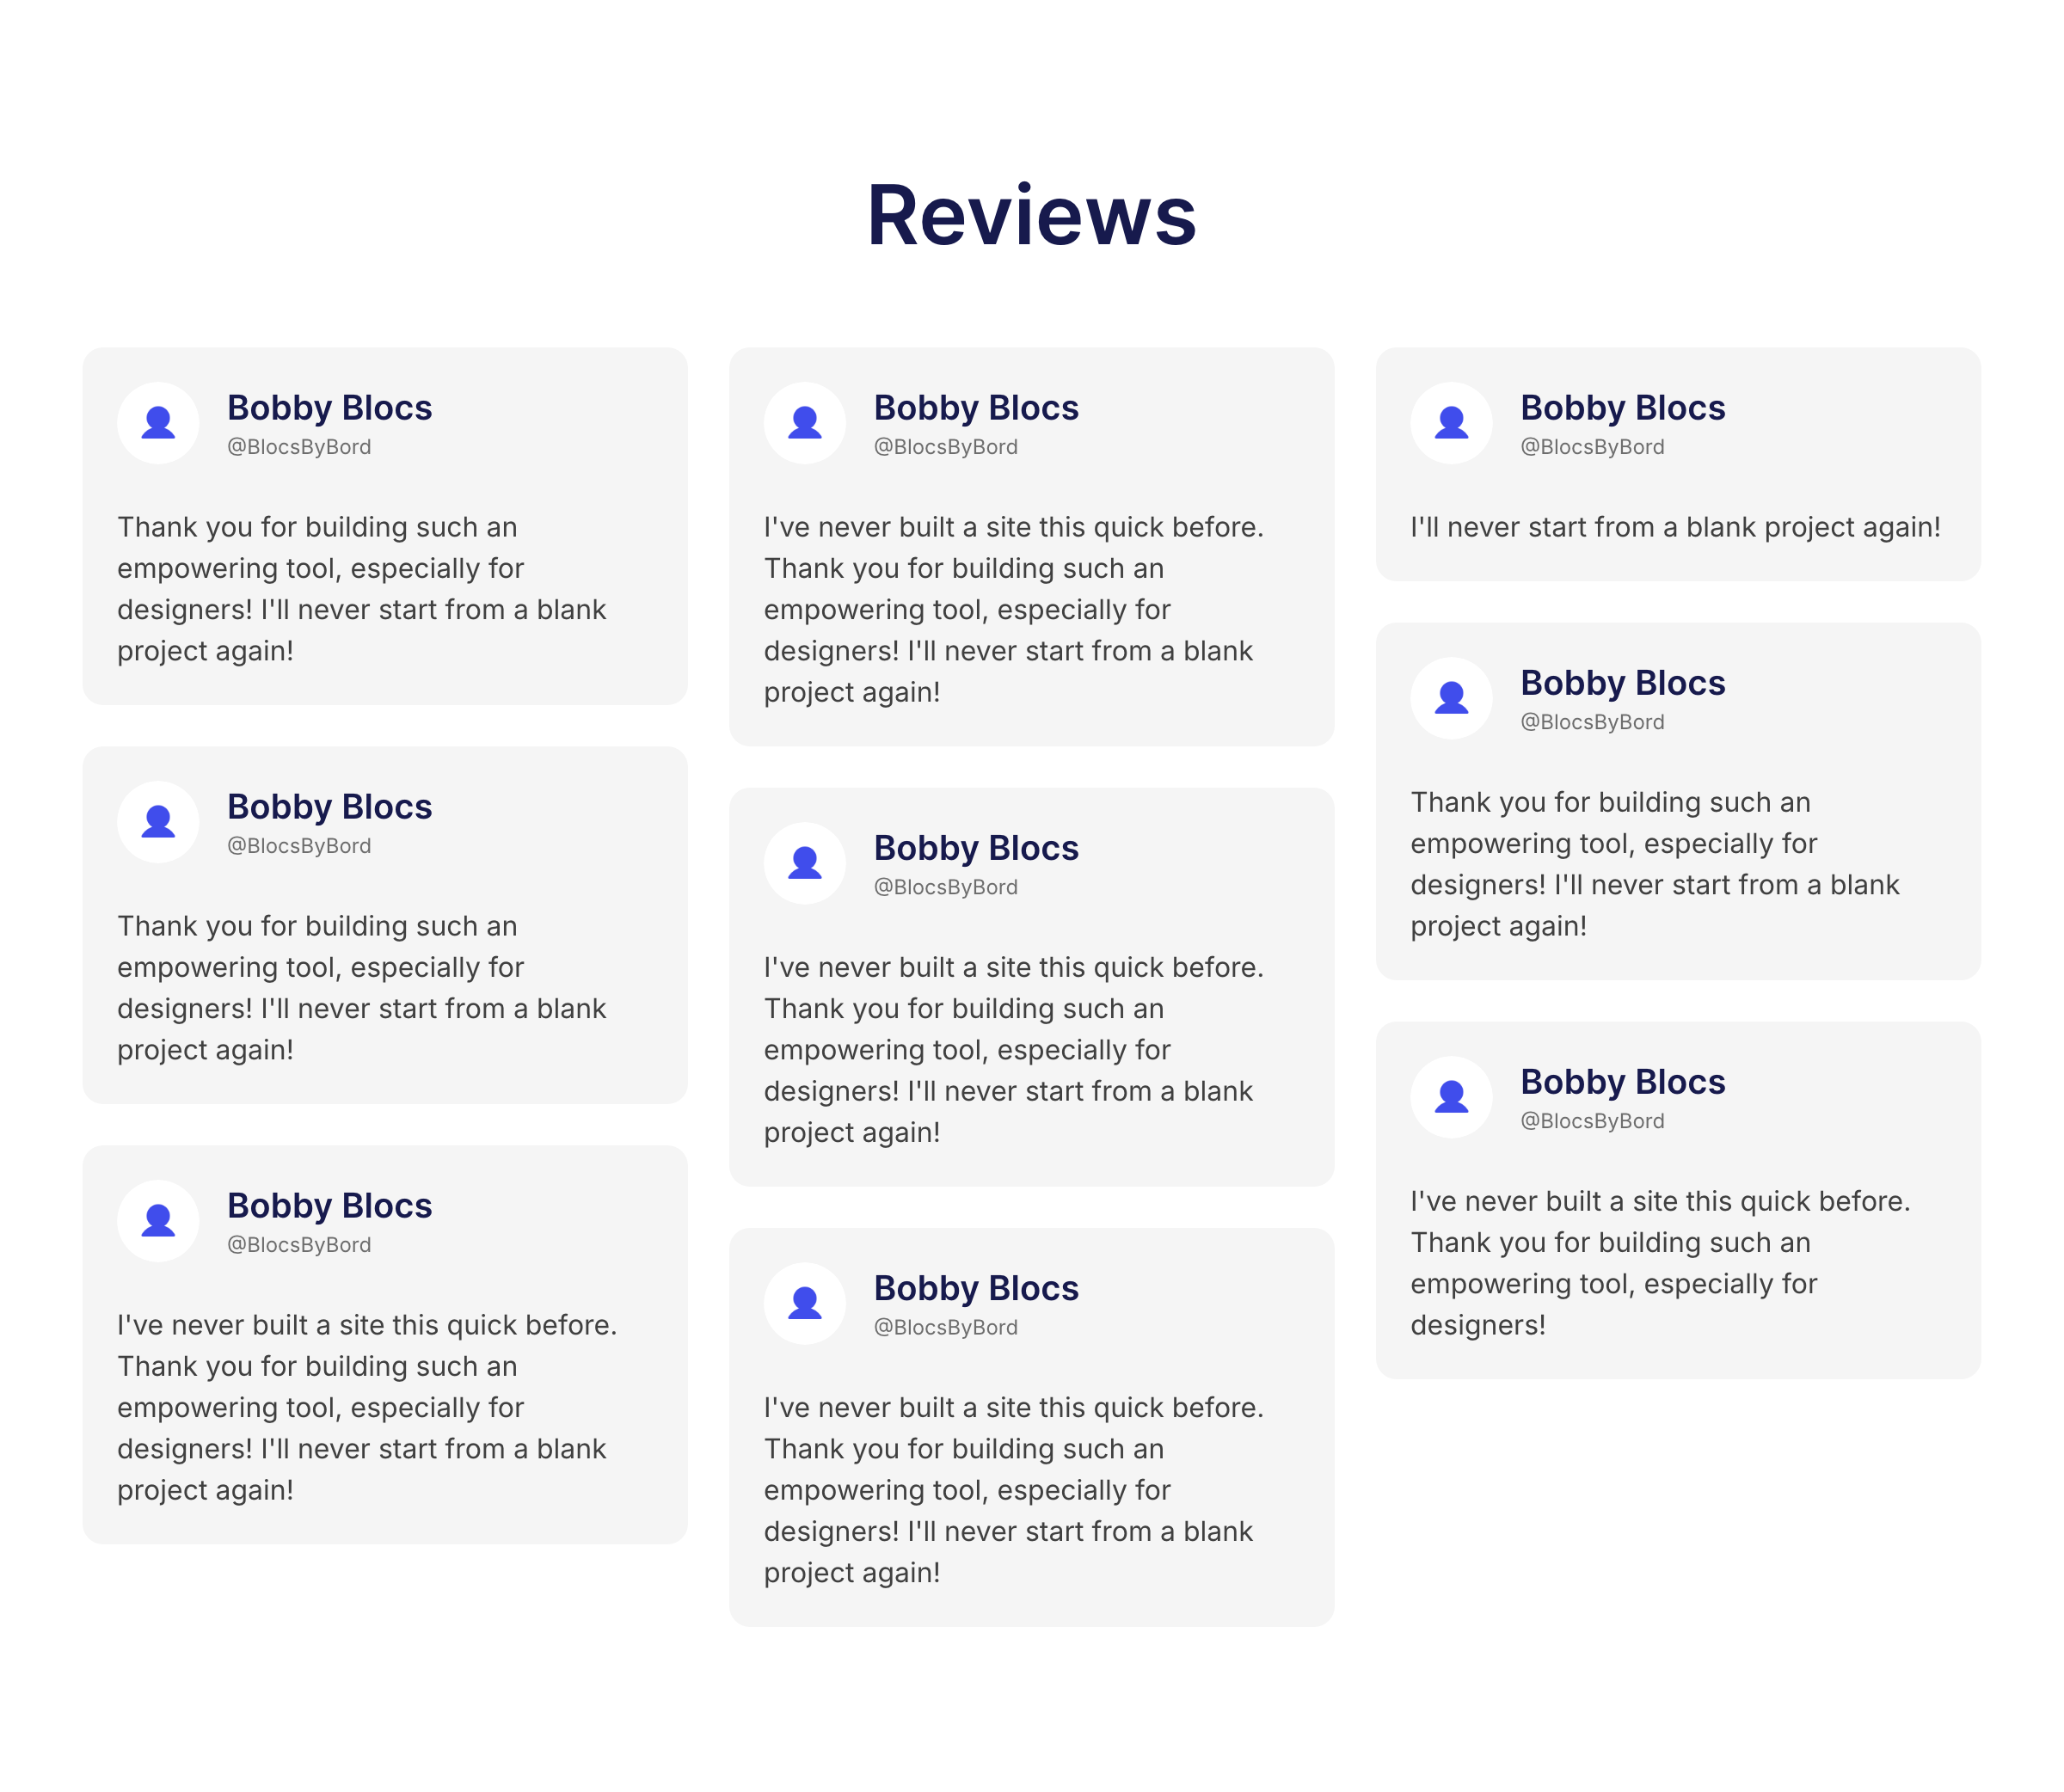 Reviews
Bobby Blocs
@BlocsByBord
Thank you for building such an
empowering tool, especially for
designers! I'll never start from a blank
project again!
Bobby Blocs
@BlocsByBord
Thank you for building such an
empowering tool, especially for
designers! I'll never start from a blank
project again!
Bobby Blocs
@BlocsByBord
I've never built a site this quick before.
Thank you for building such an
empowering tool, especially for
designers! I'll never start from a blank
project again!
Bobby Blocs
@BlocsByBord
I've never built a site this quick before.
Thank you for building such an
empowering tool, especially for
designers! I'll never start from a blank
project again!
Bobby Blocs
@BlocsByBord
I've never built a site this quick before.
Thank you for building such an
empowering tool, especially for
designers! I'll never start from a blank
project again!
Bobby Blocs
@BlocsByBord
I've never built a site this quick before.
Thank you for building such an
empowering tool, especially for
designers! I'll never start from a blank
project again!
Bobby Blocs
@BlocsByBord
I'll never start from a blank project again!
Bobby Blocs
@BlocsByBord
Thank you for building such an
empowering tool, especially for
designers! I'll never start from a blank
project again!
Bobby Blocs
@BlocsByBord
I've never built a site this quick before.
Thank you for building such an
empowering tool, especially for
designers!